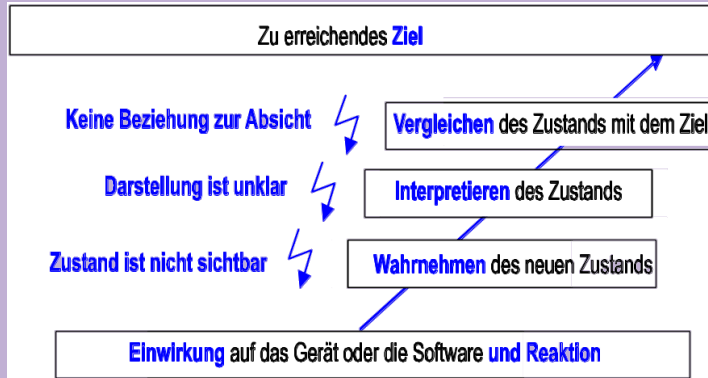 Zu erreichendes Ziel
Keine Beziehung zur Absicht
Vergleichen des Zustands mit dem Ziel
Darstellung ist unklar
Interpretieren des Zustands
Zustand ist nicht sichtbar
Wahrnehmen des neuen Zustands
Einwirkung auf das Gerät oder die Software und Reaktion